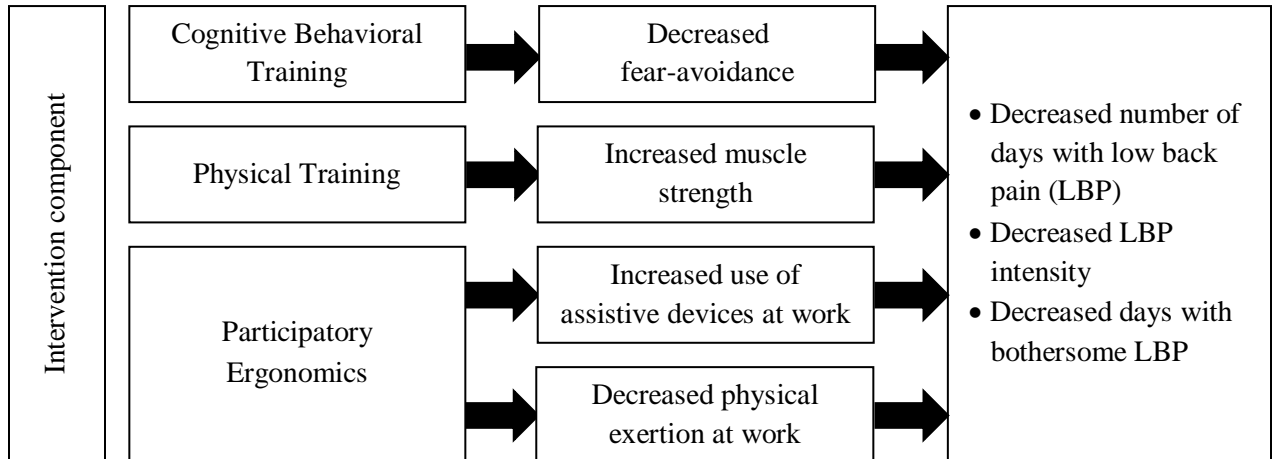 Intervention component
Cognitive Behavioral
Training
Decreased
fear-avoidance
Physical Training
Increased muscle
strength
Participatory
Ergonomics
Increased use of
assistive devices at work
Decreased physical
exertion at work
• Decreased number of
days with low back
pain (LBP)
• Decreased LBP
intensity
• Decreased days with
bothersome LBP